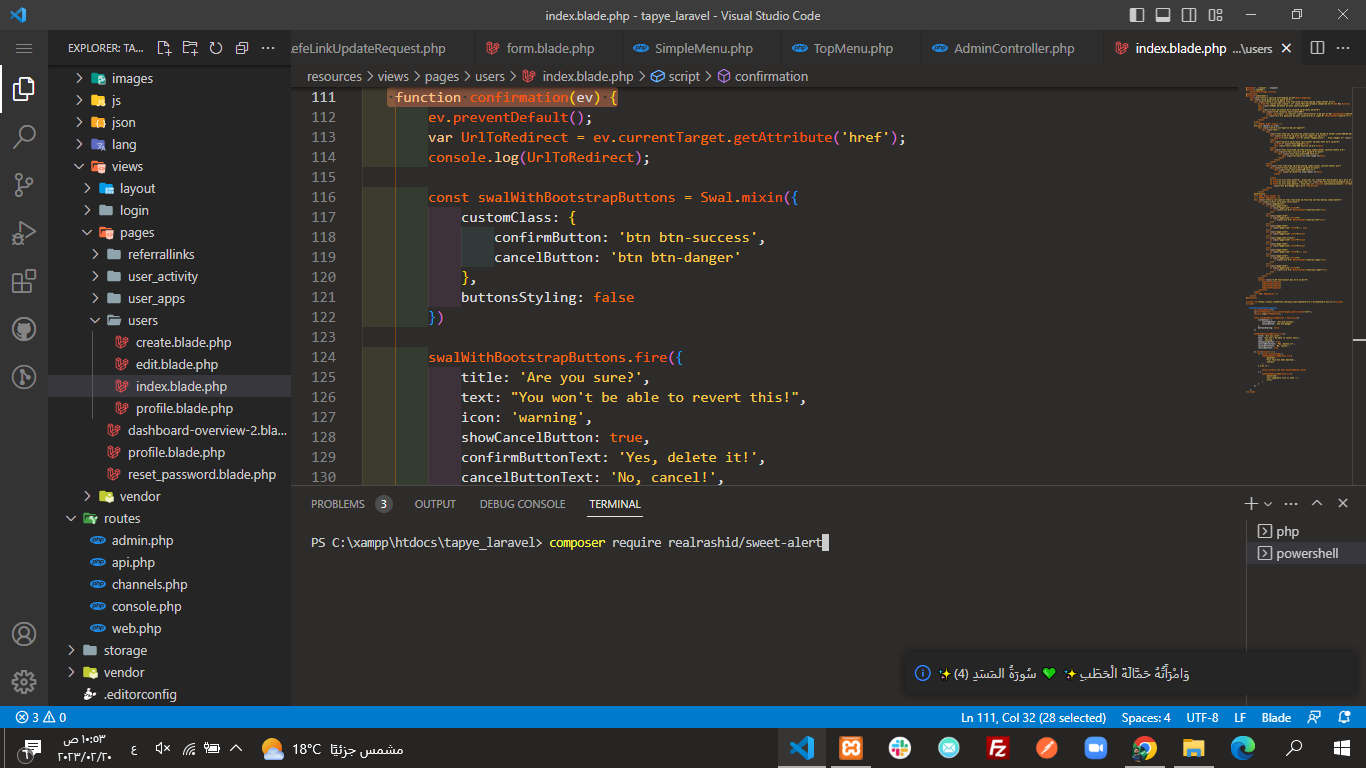 index.blade.php - tapye_laravel - Visual Studio Code
EXPLORER: TA...
efeLinkUpdateRequest.php
form.blade.php
SimpleMenu.php
TopMenu.php
AdminController.php
index.blade.php ...\users
resources > views > pages > users > index.blade.php > script > confirmation
images
js
json
lang
views
layout
login
pages
referrallinks
user_activity
user_apps
users
create.blade.php
edit.blade.php
index.blade.php
profile.blade.php
dashboard-overview-2.bla...
profile.blade.php
reset_password.blade.php
vendor
routes
admin.php
api.php
channels.php
console.php
web.php
storage
vendor
.editorconfig
111 function confirmation(ev) {
112 ev.preventDefault();
113 var UrlToRedirect = ev.currentTarget.getAttribute('href');
114 console.log(UrlToRedirect);
115
116 const swalWithBootstrapButtons = Swal.mixin({
117 customClass: {
118 confirmButton: 'btn btn-success',
119 cancelButton: 'btn btn-danger'
120 },
121 buttonsStyling: false
122 })
123
124 swalWithBootstrapButtons.fire({
125 title: 'Are you sure?',
126 text: "You won't be able to revert this!",
127 icon: 'warning',
128 showCancelButton: true,
129 confirmButtonText: 'Yes, delete it!',
130 cancelButtonText: 'No, cancel!',
PROBLEMS 3 OUTPUT DEBUG CONSOLE TERMINAL
PS C:\xampp\htdocs\tapye_laravel> composer require realrashid/sweet-alert
php
powershell
وَامْرَأَتُهُ حَمَّالَةَ الْحَطَبِ ✨ 💚 سُورَةُ المَسَدِ (4) ✨
3 0
Ln 111, Col 32 (28 selected) Spaces: 4 UTF-8 LF Blade
١٠:٥٣ ص
٢٠٢٣/٠٢/٢٠
ع
18°C مشمس جزئيًا